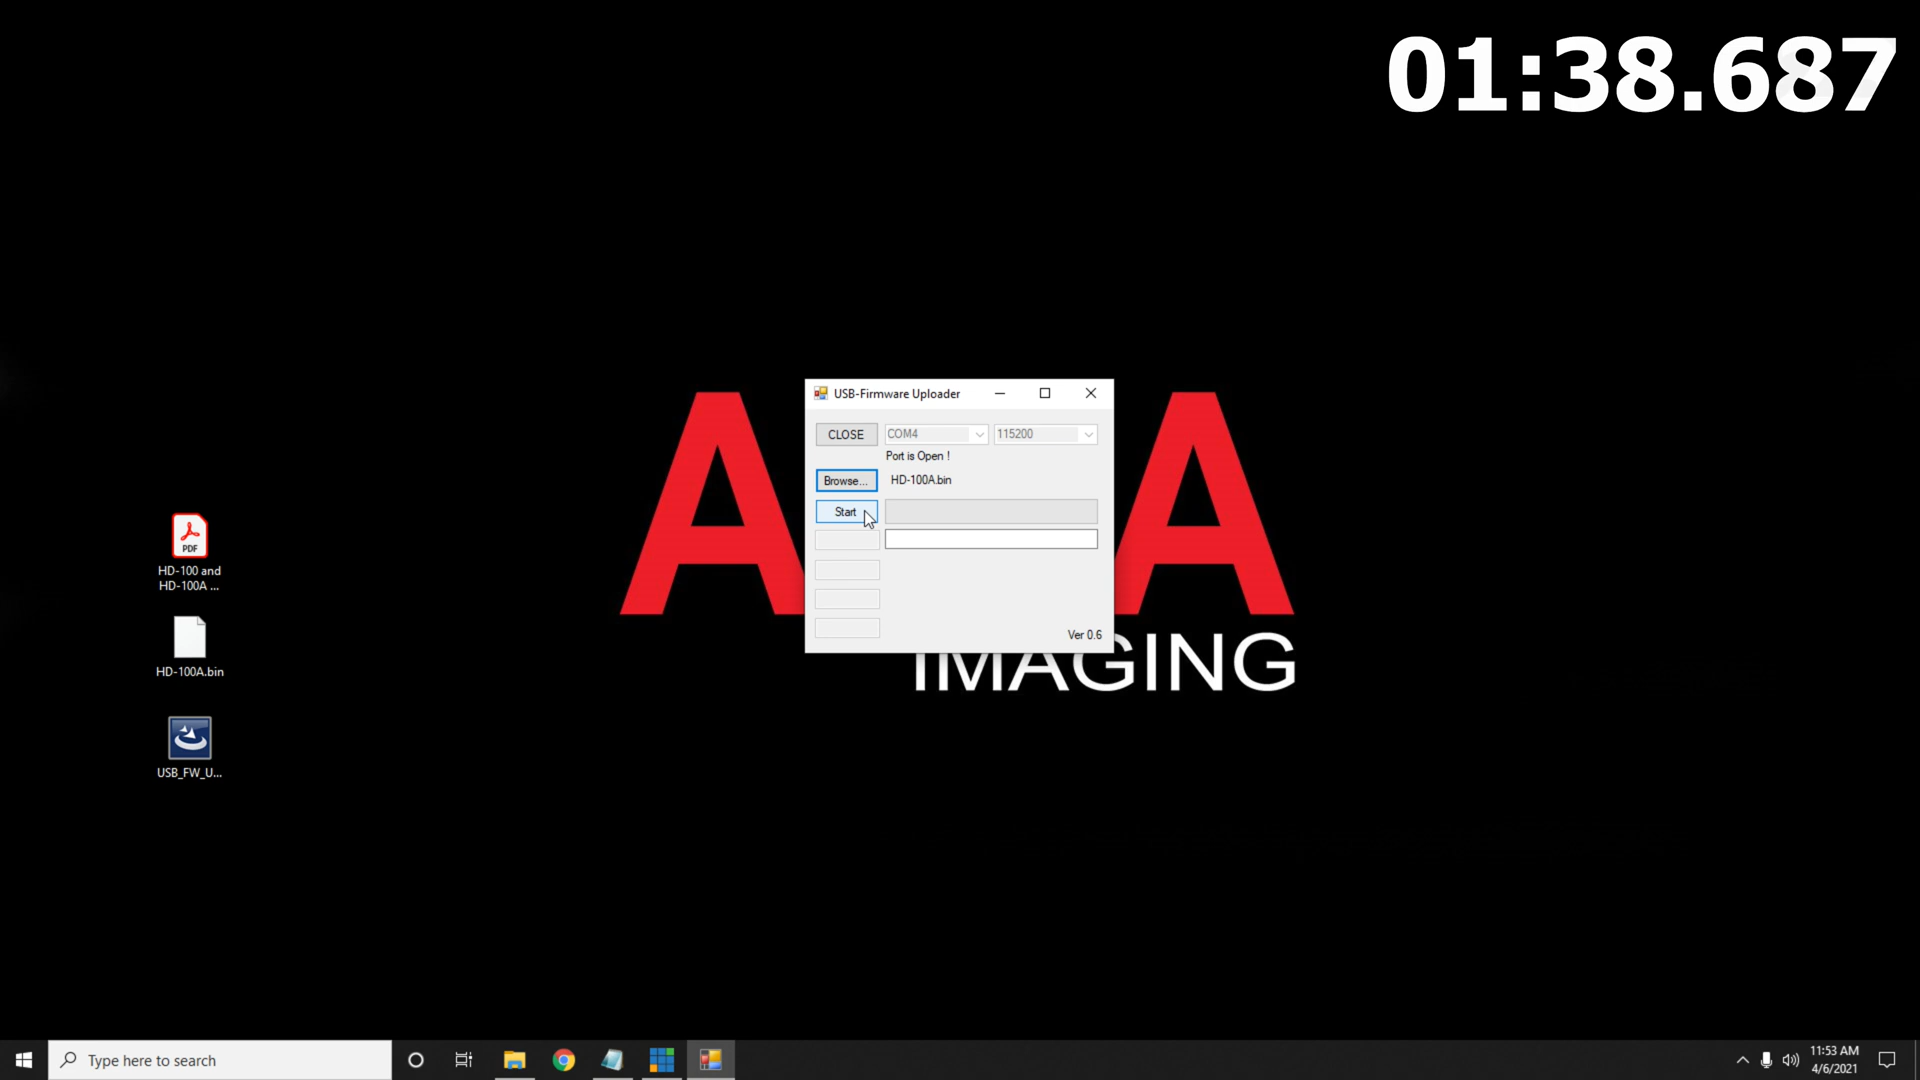 01:38.687
USB-Firmware Uploader
CLOSE COM4 115200
Port is Open !
Browse... HD-100A.bin
Start
Ver 0.6
A A
IMAGING
PDF
HD-100 and
HD-100A ...
HD-100A.bin
USB_FW_U...
Type here to search
11:53 AM
4/6/2021